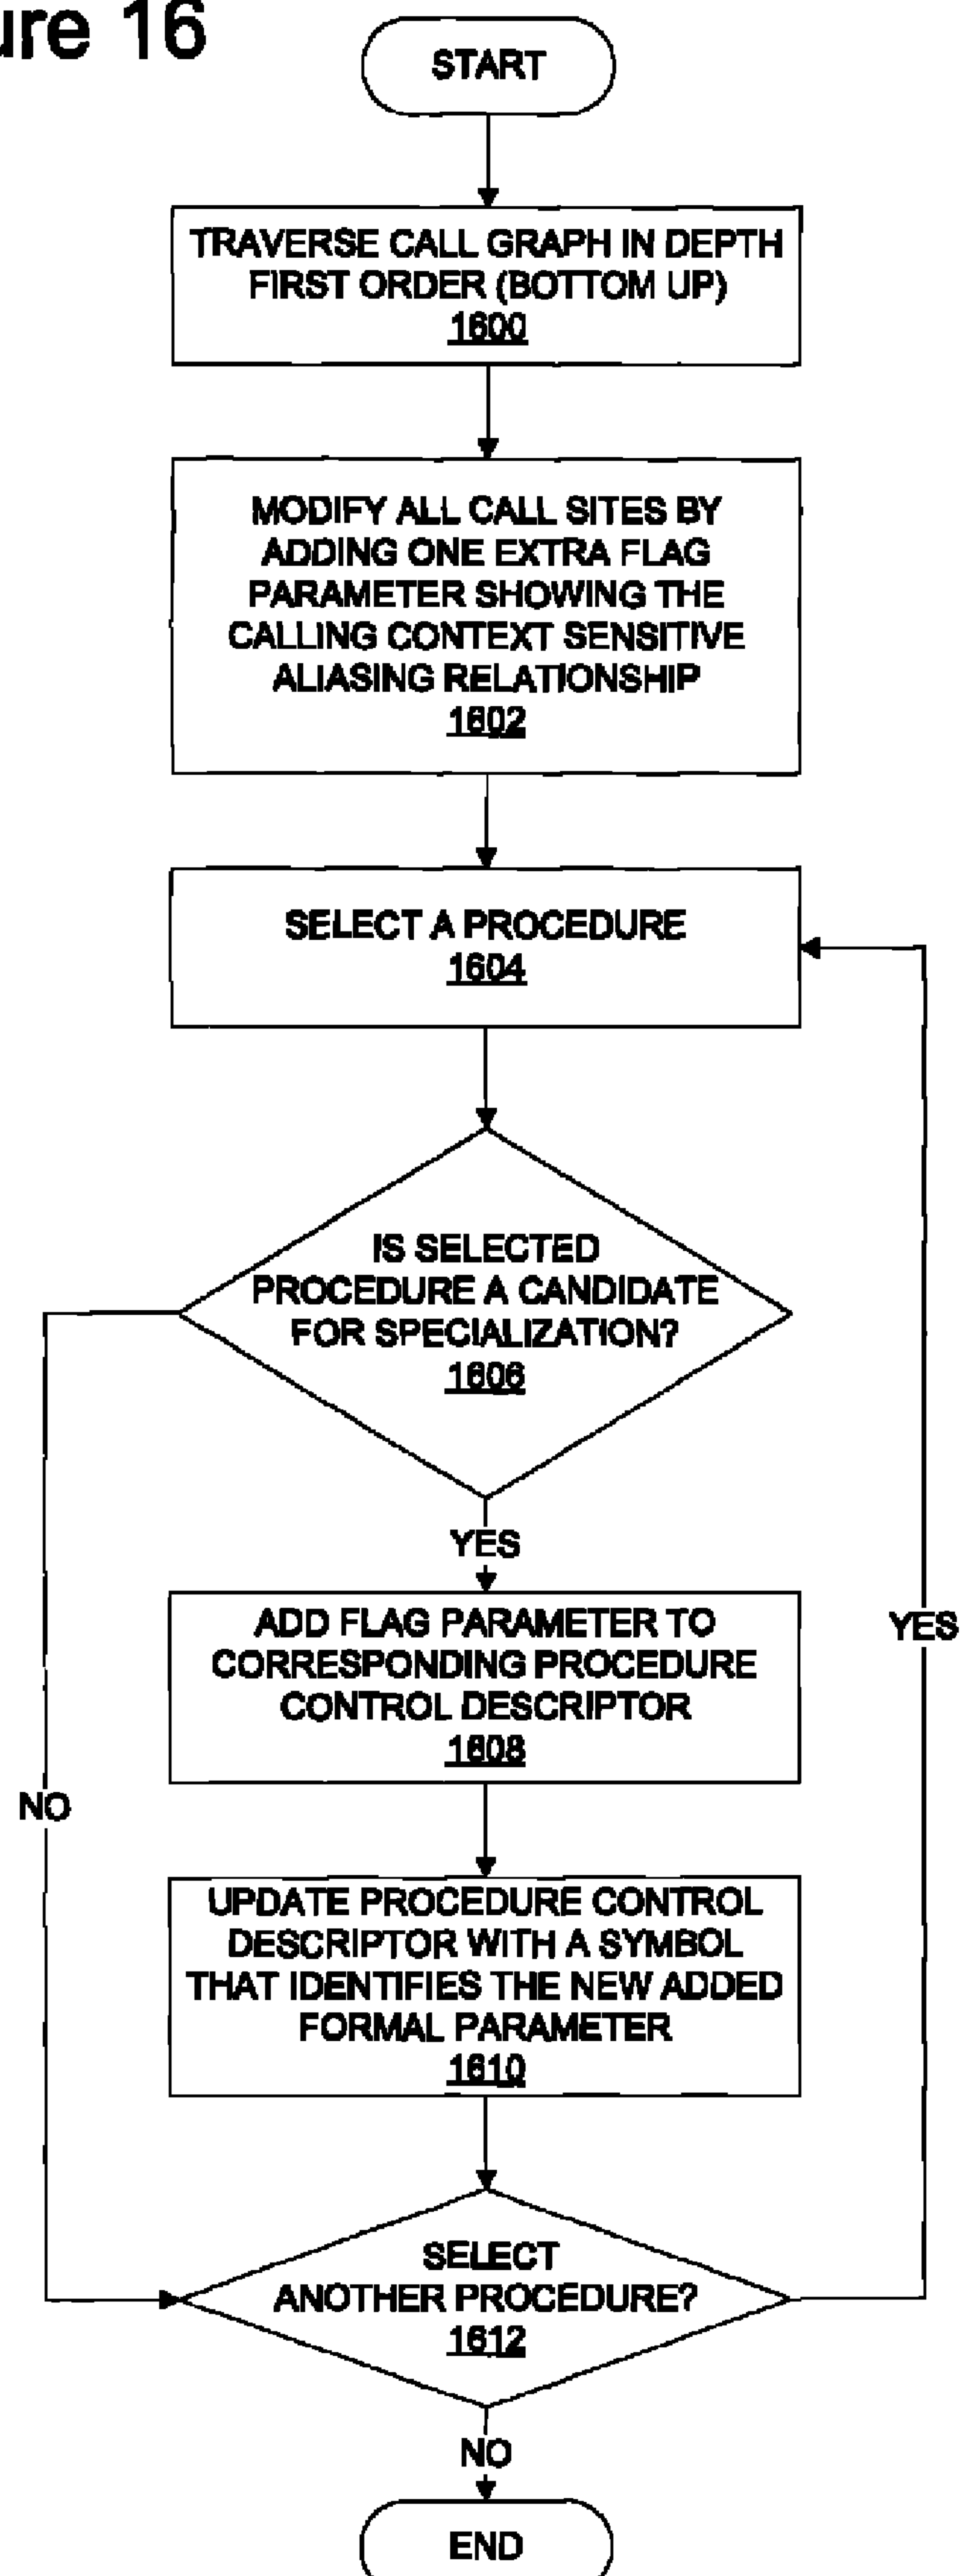 ure 16
START
TRAVERSE CALL GRAPH IN DEPTH
FIRST ORDER (BOTTOM UP)
1600
MODIFY ALL CALL SITES BY
ADDING ONE EXTRA FLAG
PARAMETER SHOWING THE
CALLING CONTEXT SENSITIVE
ALIASING RELATIONSHIP
1602
SELECT A PROCEDURE
1604
IS SELECTED
PROCEDURE A CANDIDATE
FOR SPECIALIZATION?
1606
YES
ADD FLAG PARAMETER TO
CORRESPONDING PROCEDURE
CONTROL DESCRIPTOR
1608
YES
NO
UPDATE PROCEDURE CONTROL
DESCRIPTOR WITH A SYMBOL
THAT IDENTIFIES THE NEW ADDED
FORMAL PARAMETER
1610
SELECT
ANOTHER PROCEDURE?
1612
NO
END